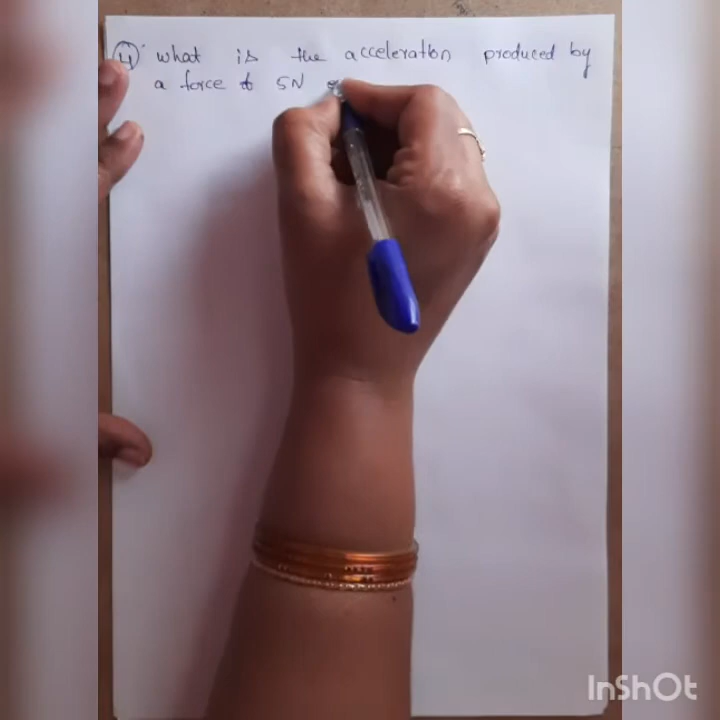 4) what is the acceleration produced by
a force of 5N
InShOt